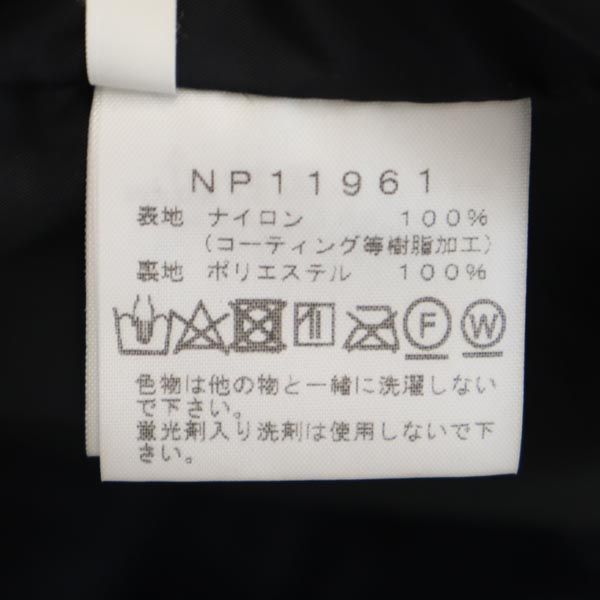 NP11961
表地 ナイロン 100%
(コーティング等樹脂加工)
裏地 ポリエステル 100%
F W
色物は他の物と一緒に洗濯しない
で下さい。
蛍光剤入り洗剤は使用しないで下
さい。